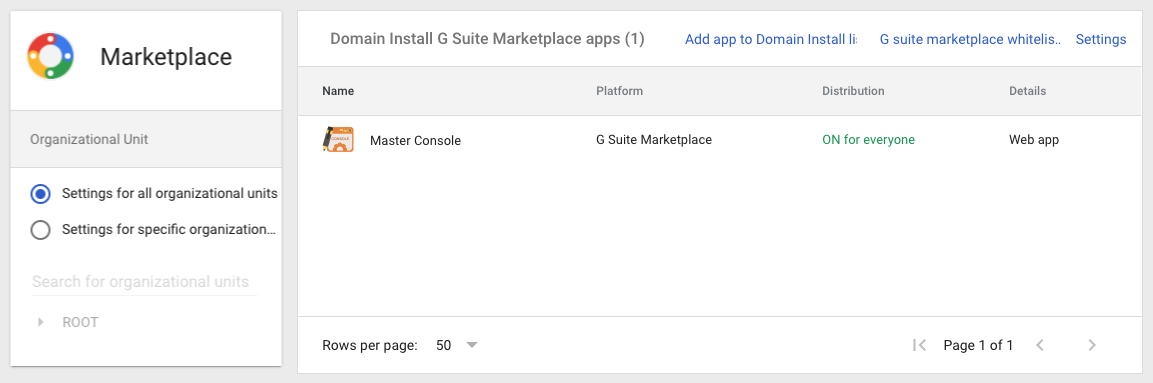 Marketplace
Organizational Unit
Settings for all organizational units
Settings for specific organization...
Search for organizational units
ROOT
Domain Install G Suite Marketplace apps (1)
Add app to Domain Install li
G suite marketplace whitelis..
Settings
Name Platform Distribution Details
CONSOLE
Master Console G Suite Marketplace ON for everyone Web app
Rows per page: 50
Page 1 of 1